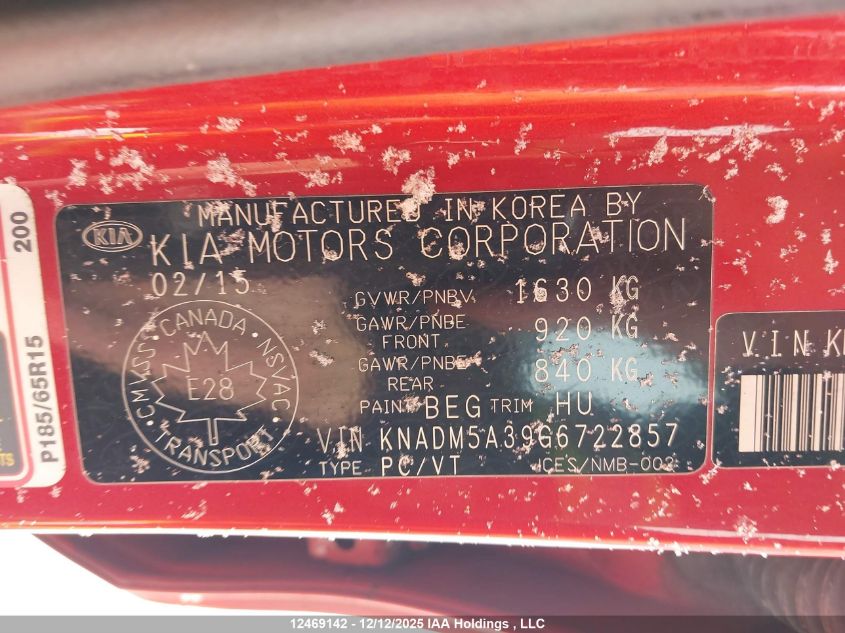 MANUFACTURED IN KOREA BY
KIA
KIA MOTORS CORPORATION
02/15
GVWR/PNBV 1630 KG
GAWR/PNBE FRONT 920 KG
GAWR/PNBE REAR 840 KG
PAINT BEG TRIM HU
VIN KNADM5A39G6722857
TYPE PC/VT ICES/NMB-002
CMVSS • CANADA • NSVAC • TRANSPORT
E28
200
P185/65R15
VIN
12469142 - 12/12/2025 IAA Holdings , LLC